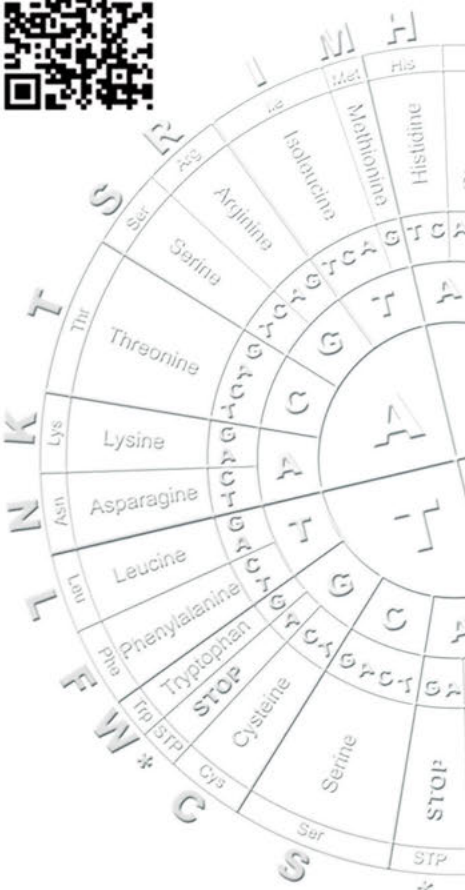 H
His
Histidine
M
Met
Methionine
I
Ile
Isoleucine
R
Arg
Arginine
S
Ser
Serine
T
Thr
Threonine
K
Lys
Lysine
N
Asn
Asparagine
L
Leu
Leucine
F
Phe
Phenylalanine
W
Trp
Tryptophan
*
STP
STOP
C
Cys
Cysteine
S
Ser
Serine
*
STP
STOP
T C A G T C A G T C A
G A C T G A C T G A C T G A C T G A C T G A
A
T
G
C
A
T
G
C
A
A
T